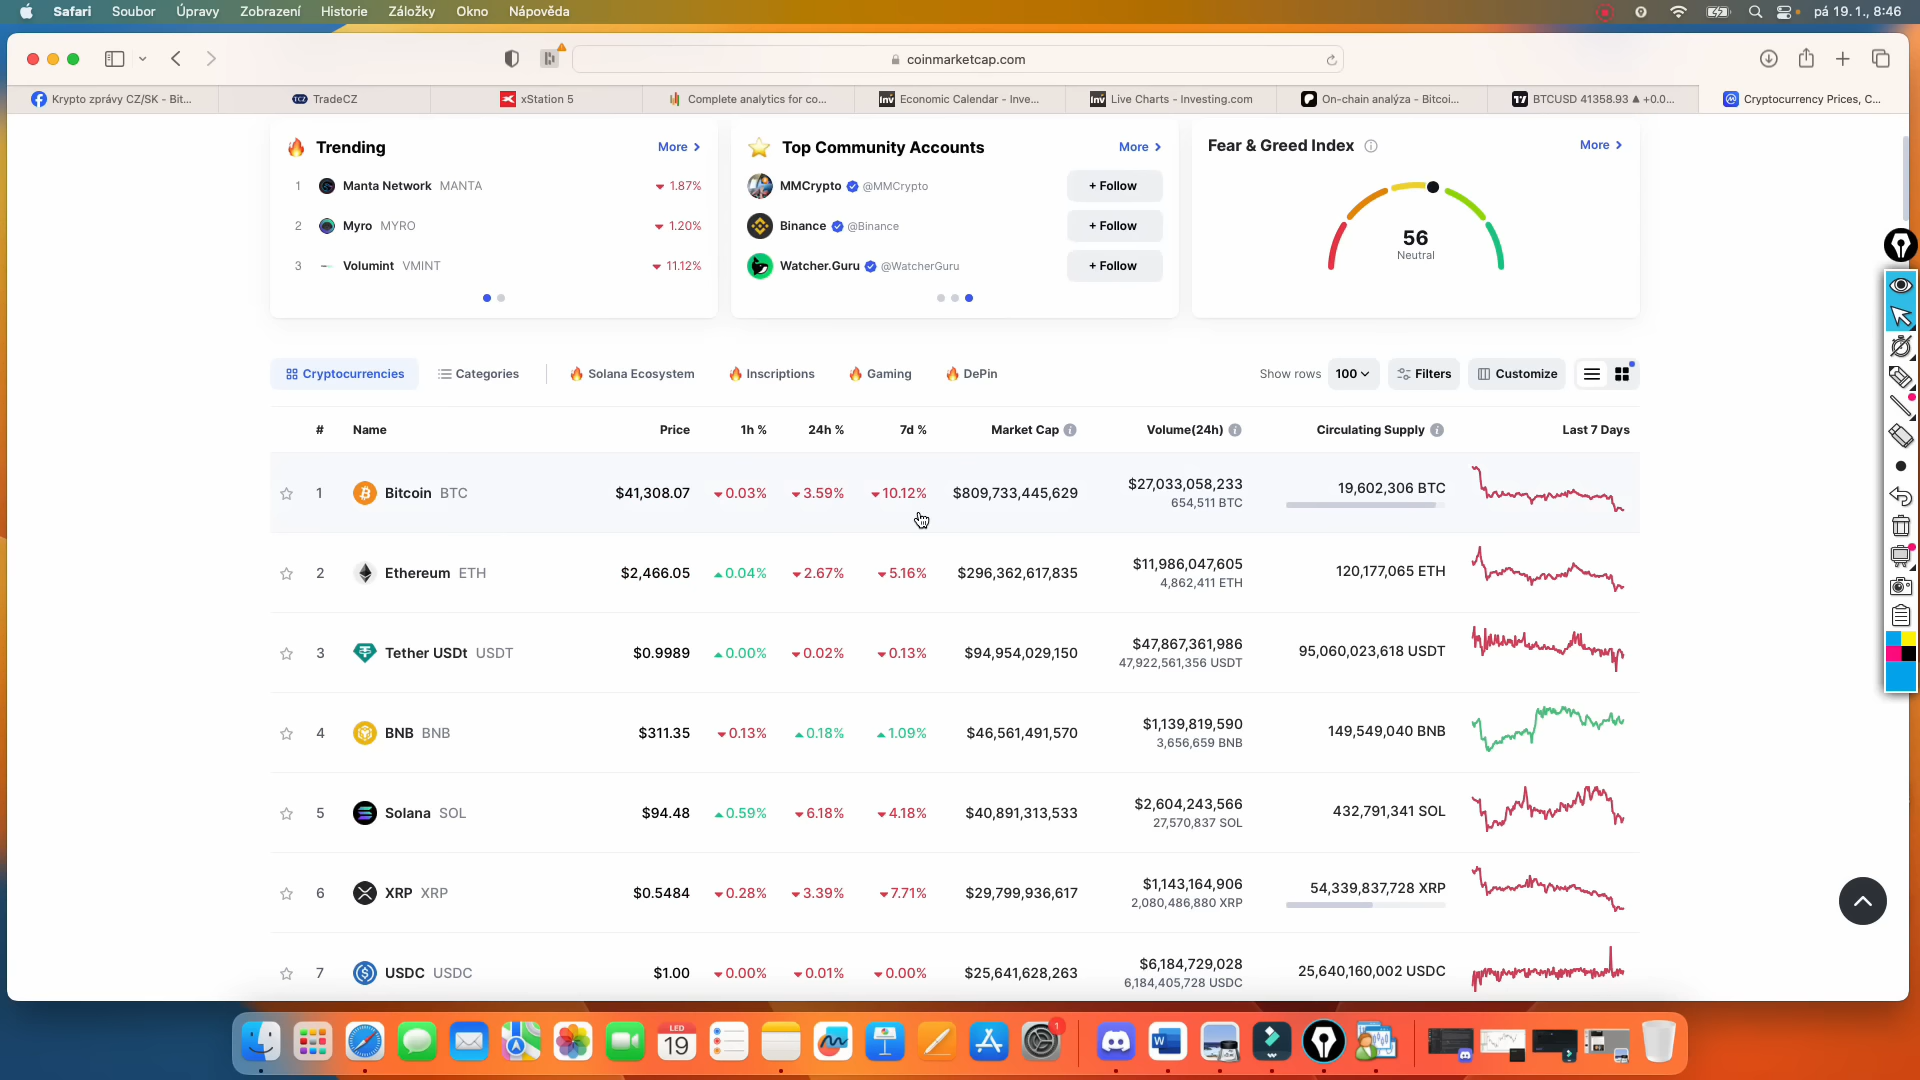 Safari Soubor Úpravy Zobrazení Historie Záložky Okno Nápověda pá 19. 1., 8:46
coinmarketcap.com
Krypto zprávy CZ/SK - Bit... TradeCZ xStation 5 Complete analytics for co... Economic Calendar - Inve... Live Charts - Investing.com On-chain analýza - Bitcoi... BTCUSD 41358.93 ▲ +0.0... Cryptocurrency Prices, C...
Trending More >
1 Manta Network MANTA 1.87%
2 Myro MYRO 1.20%
3 Volumint VMINT 11.12%
Top Community Accounts More >
MMCrypto @MMCrypto + Follow
Binance @Binance + Follow
Watcher.Guru @WatcherGuru + Follow
Fear & Greed Index More >
56
Neutral
Cryptocurrencies Categories Solana Ecosystem Inscriptions Gaming DePin Show rows 100 Filters Customize
# Name Price 1h % 24h % 7d % Market Cap Volume(24h) Circulating Supply Last 7 Days
1 Bitcoin BTC $41,308.07 0.03% 3.59% 10.12% $809,733,445,629 $27,033,058,233 19,602,306 BTC
654,511 BTC
2 Ethereum ETH $2,466.05 0.04% 2.67% 5.16% $296,362,617,835 $11,986,047,605 120,177,065 ETH
4,862,411 ETH
3 Tether USDt USDT $0.9989 0.00% 0.02% 0.13% $94,954,029,150 $47,867,361,986 95,060,023,618 USDT
47,922,561,356 USDT
4 BNB BNB $311.35 0.13% 0.18% 1.09% $46,561,491,570 $1,139,819,590 149,549,040 BNB
3,656,659 BNB
5 Solana SOL $94.48 0.59% 6.18% 4.18% $40,891,313,533 $2,604,243,566 432,791,341 SOL
27,570,837 SOL
6 XRP XRP $0.5484 0.28% 3.39% 7.71% $29,799,936,617 $1,143,164,906 54,339,837,728 XRP
2,080,486,880 XRP
7 USDC USDC $1.00 0.00% 0.01% 0.00% $25,641,628,263 $6,184,729,028 25,640,160,002 USDC
6,184,405,728 USDC
LED
19
1